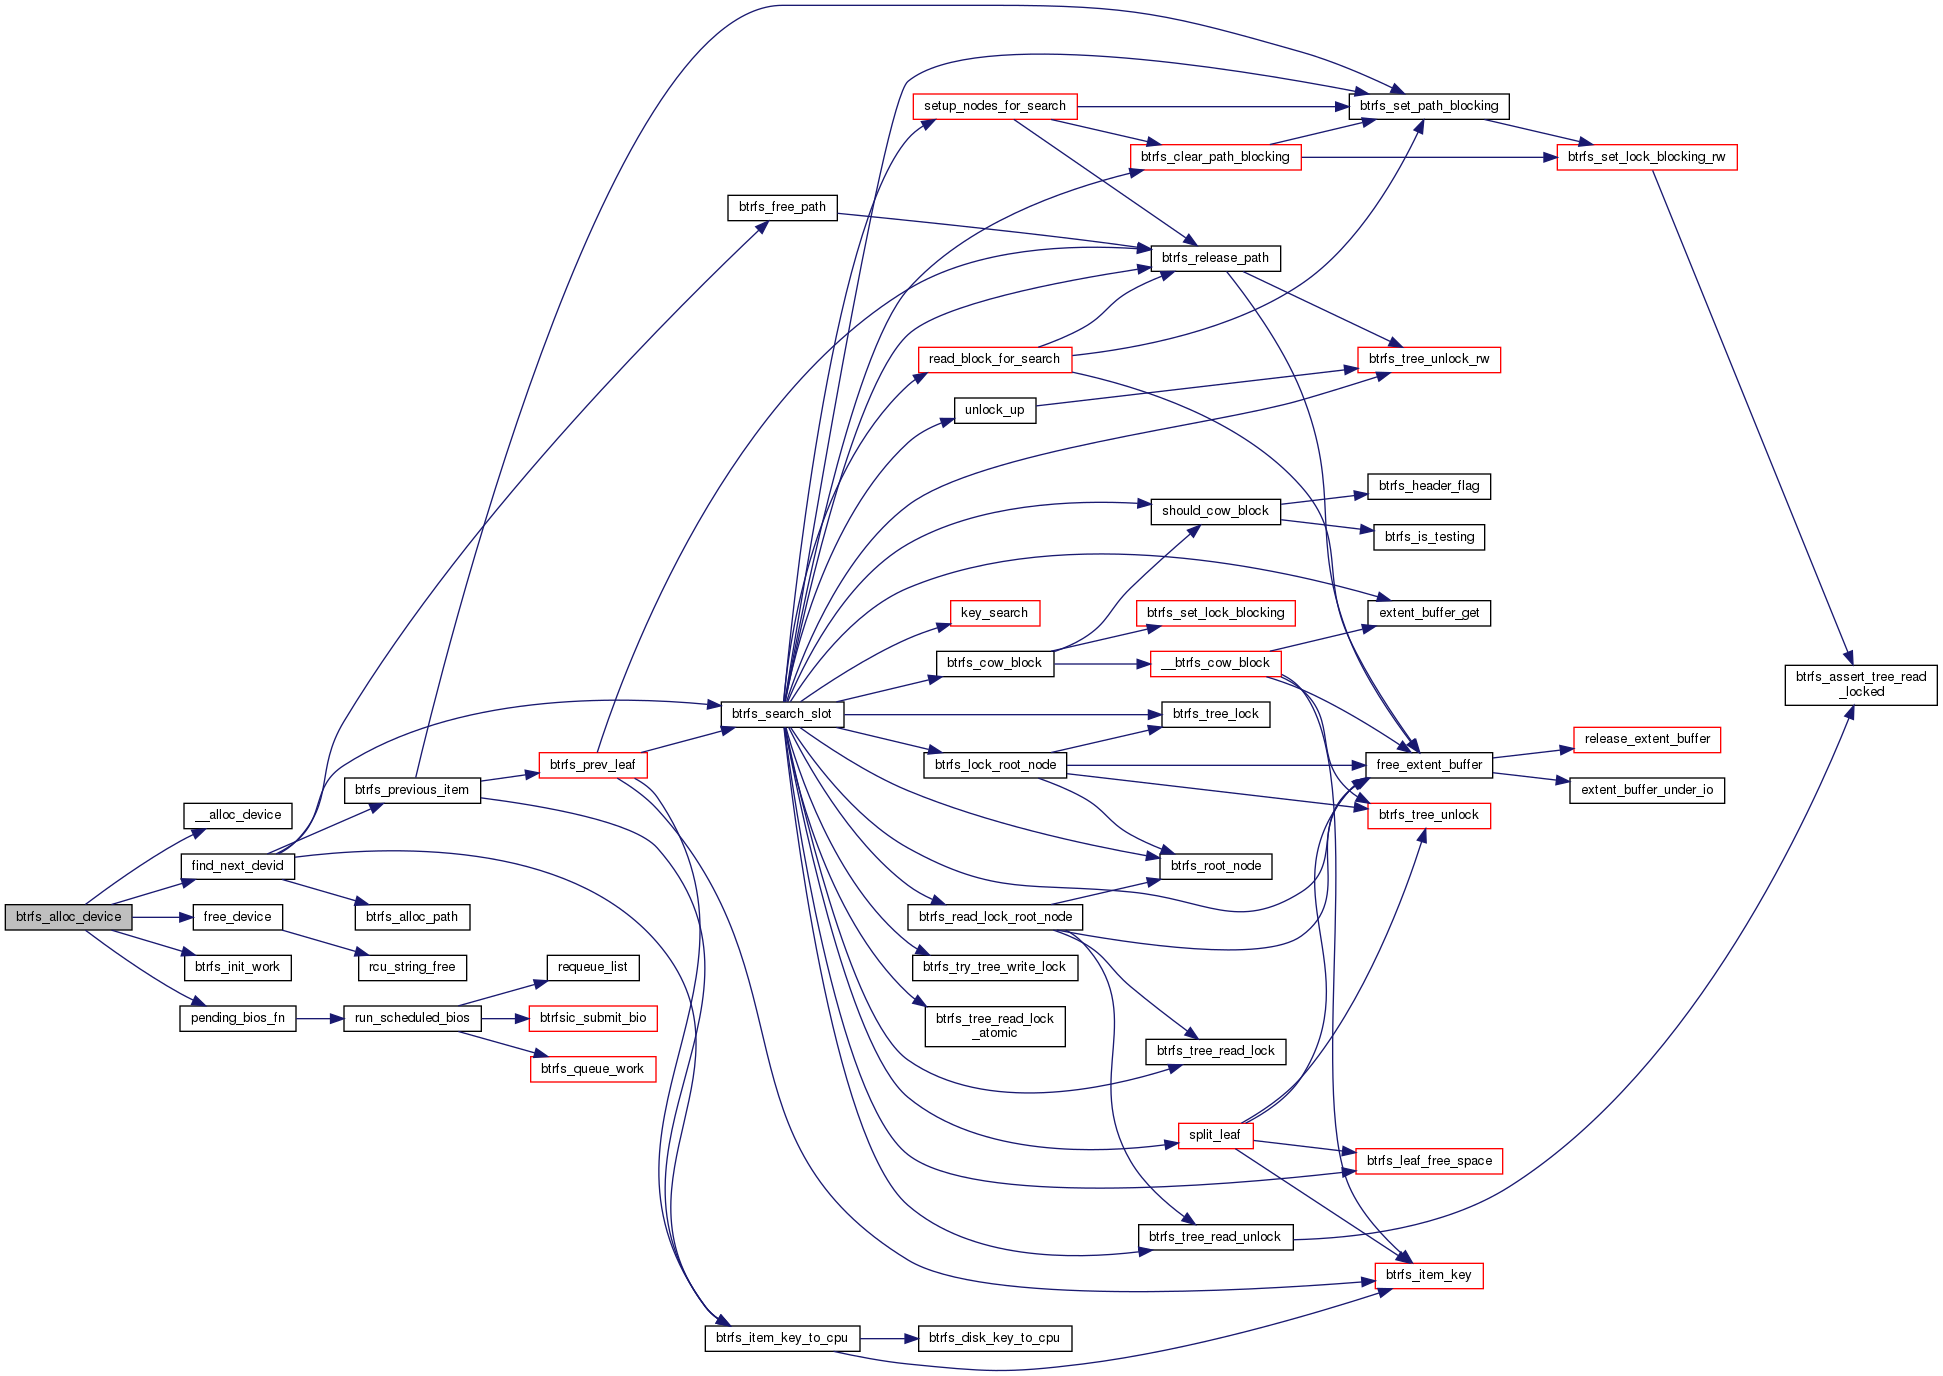 btrfs_set_path_blocking
setup_nodes_for_search
btrfs_clear_path_blocking
btrfs_set_lock_blocking_rw
btrfs_free_path
btrfs_release_path
read_block_for_search
btrfs_tree_unlock_rw
unlock_up
btrfs_header_flag
should_cow_block
btrfs_is_testing
key_search
btrfs_set_lock_blocking
extent_buffer_get
btrfs_cow_block
__btrfs_cow_block
btrfs_assert_tree_read
_locked
btrfs_search_slot
btrfs_tree_lock
release_extent_buffer
btrfs_prev_leaf
btrfs_lock_root_node
free_extent_buffer
btrfs_previous_item
extent_buffer_under_io
__alloc_device
btrfs_tree_unlock
find_next_devid
btrfs_root_node
btrfs_alloc_device
free_device
btrfs_alloc_path
btrfs_read_lock_root_node
btrfs_init_work
rcu_string_free
requeue_list
btrfs_try_tree_write_lock
pending_bios_fn
run_scheduled_bios
btrfsic_submit_bio
btrfs_tree_read_lock
_atomic
btrfs_tree_read_lock
btrfs_queue_work
split_leaf
btrfs_leaf_free_space
btrfs_tree_read_unlock
btrfs_item_key
btrfs_item_key_to_cpu
btrfs_disk_key_to_cpu